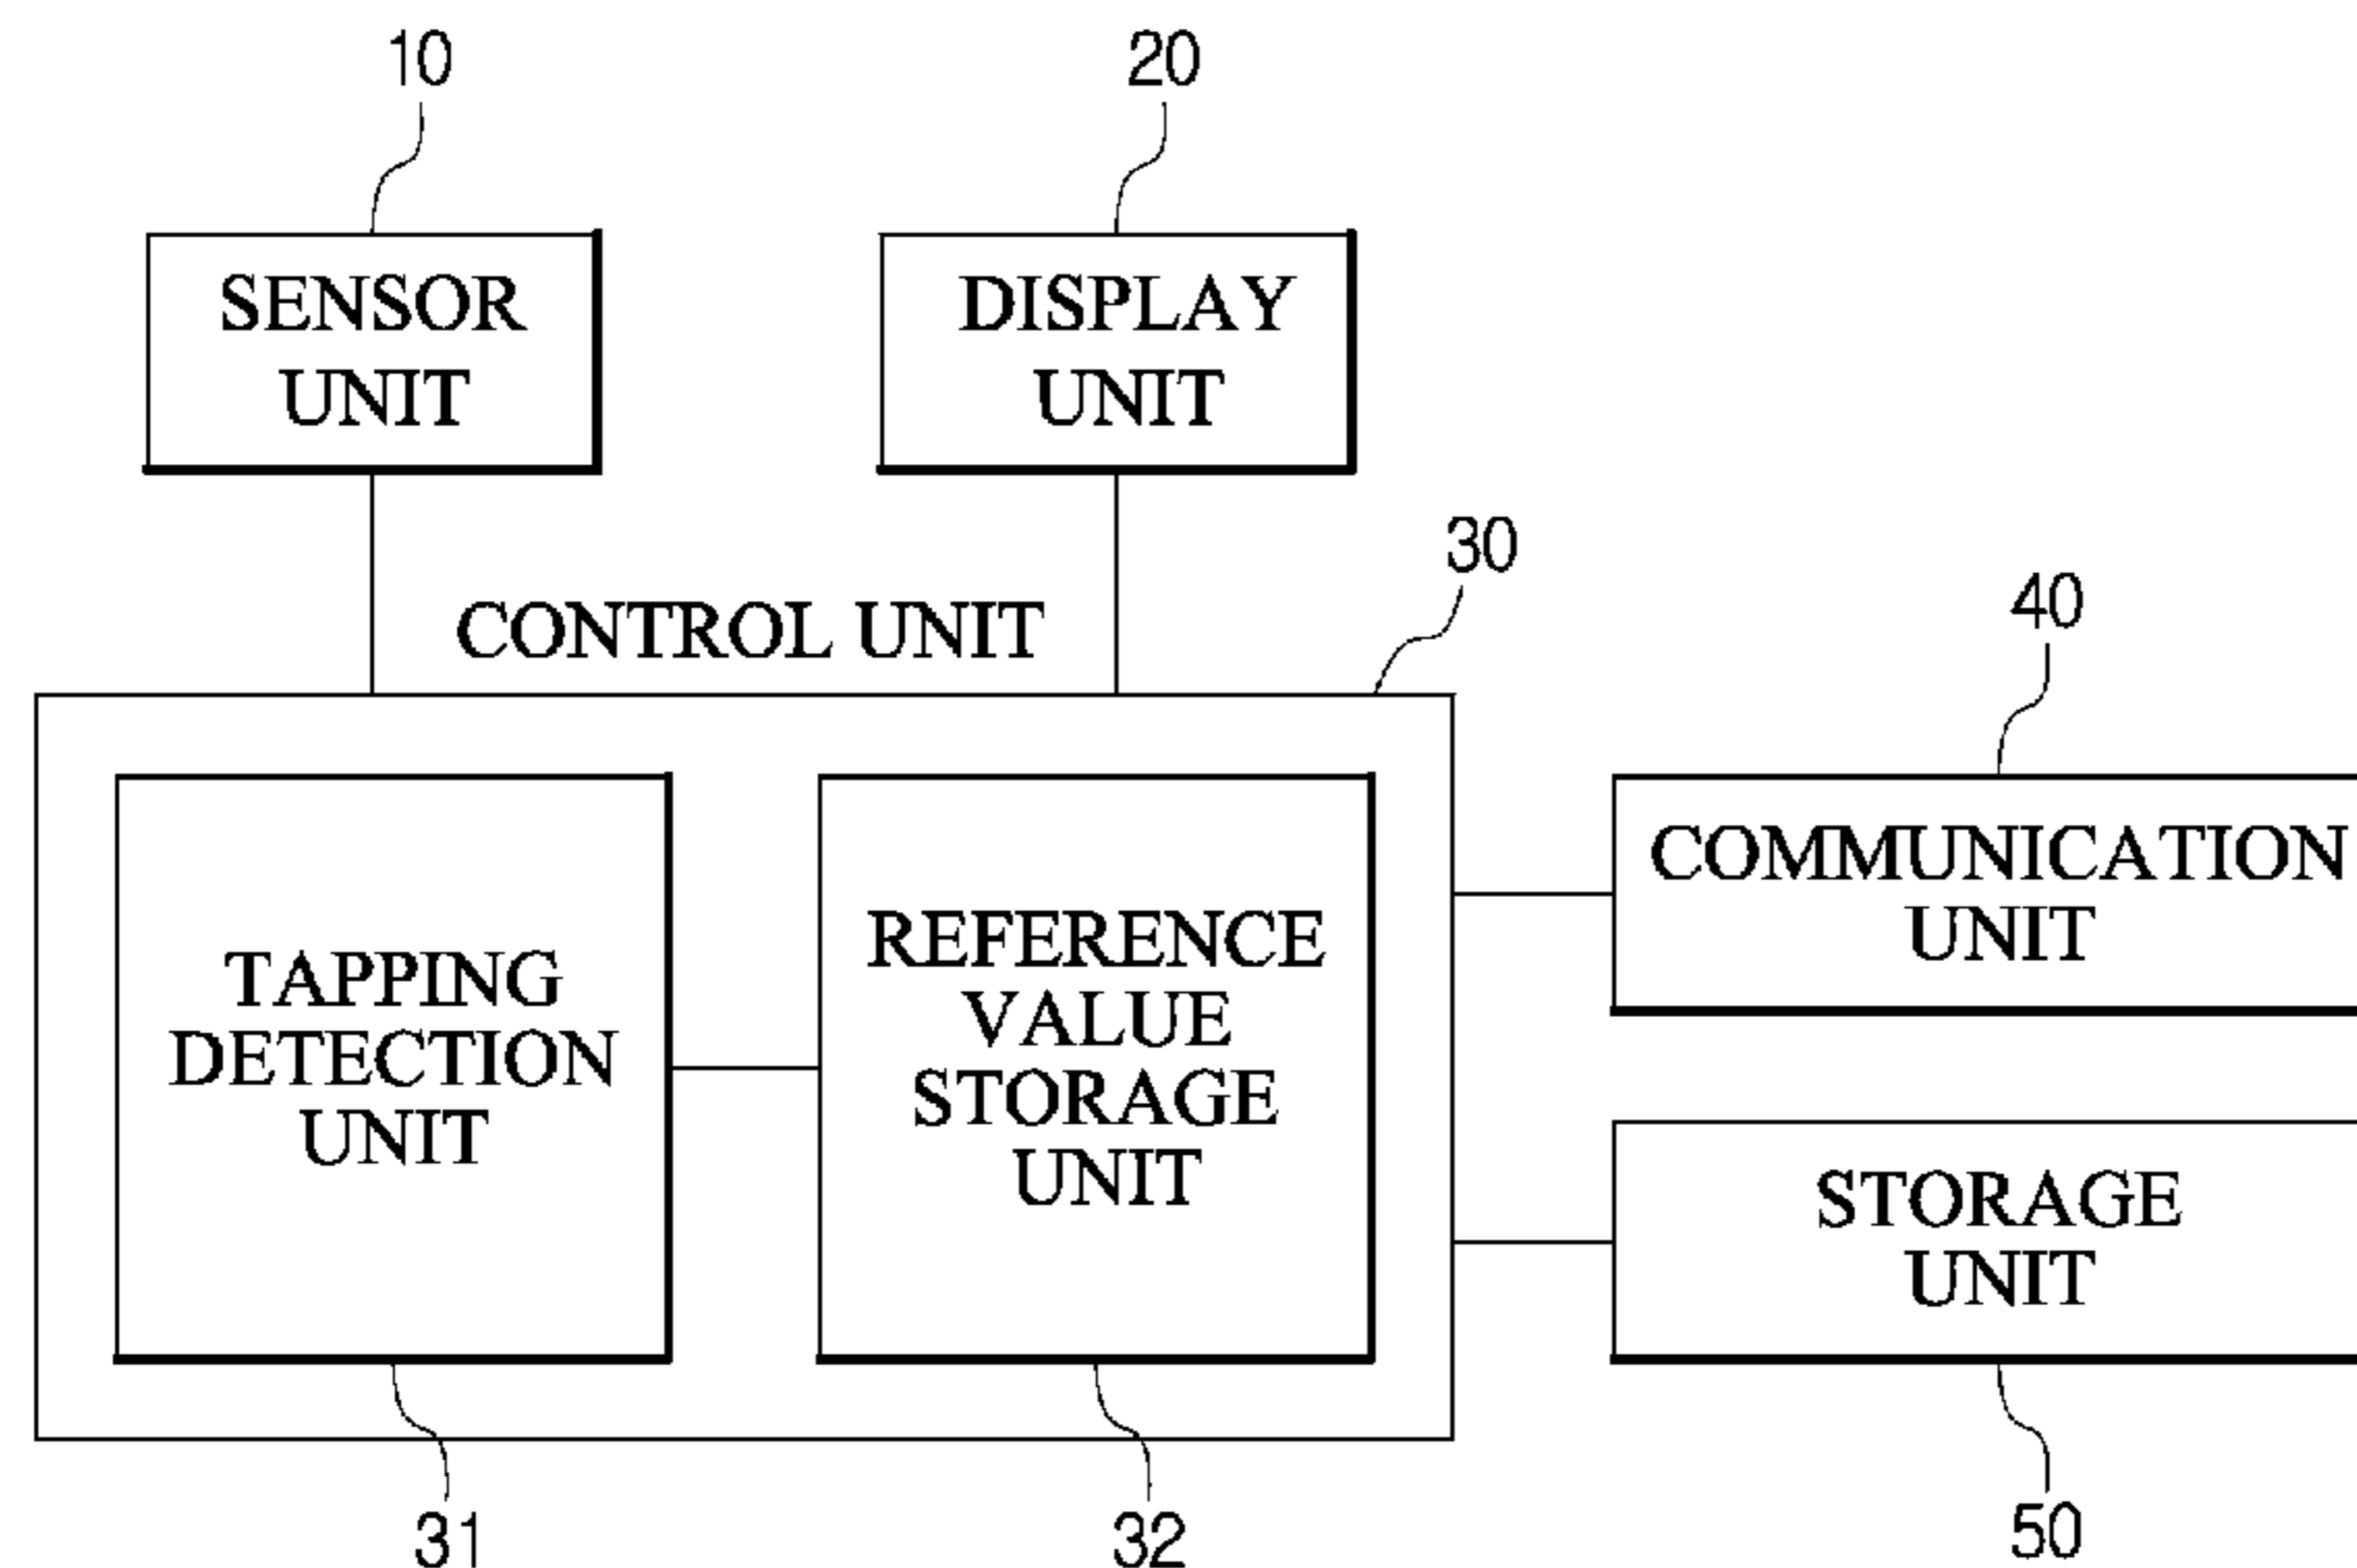 10
20
SENSOR
UNIT
DISPLAY
UNIT
30
CONTROL UNIT
40
COMMUNICATION
UNIT
TAPPING
DETECTION
UNIT
REFERENCE
VALUE
STORAGE
UNIT
STORAGE
UNIT
31
32
50